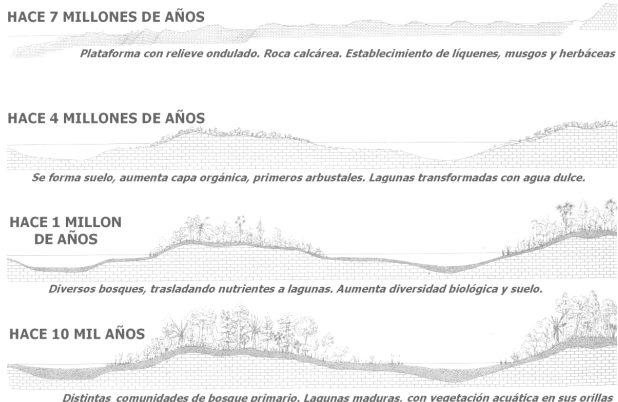 HACE 7 MILLONES DE AÑOS
Plataforma con relieve ondulado. Roca calcárea. Establecimiento de líquenes, musgos y herbáceas
HACE 4 MILLONES DE AÑOS
Se forma suelo, aumenta capa orgánica, primeros arbustales. Lagunas transformadas con agua dulce.
HACE 1 MILLON
DE AÑOS
Diversos bosques, trasladando nutrientes a lagunas. Aumenta diversidad biológica y suelo.
HACE 10 MIL AÑOS
Distintas comunidades de bosque primario. Lagunas maduras, con vegetación acuática en sus orillas